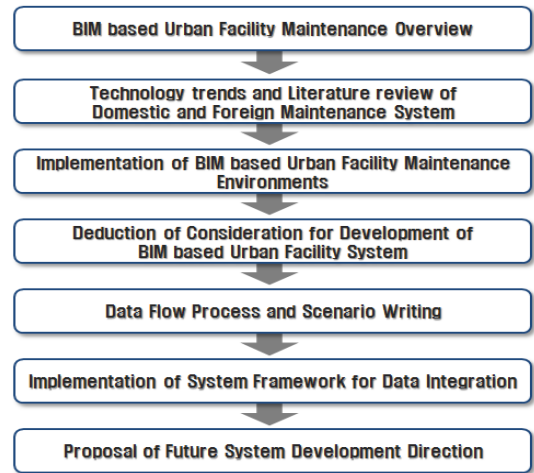 BIM based Urban Facility Maintenance Overview
Technology trends and Literature review of
Domestic and Foreign Maintenance System
Implementation of BIM based Urban Facility Maintenance
Environments
Deduction of Consideration for Development of
BIM based Urban Facility System
Data Flow Process and Scenario Writing
Implementation of System Framework for Data Integration
Proposal of Future System Development Direction